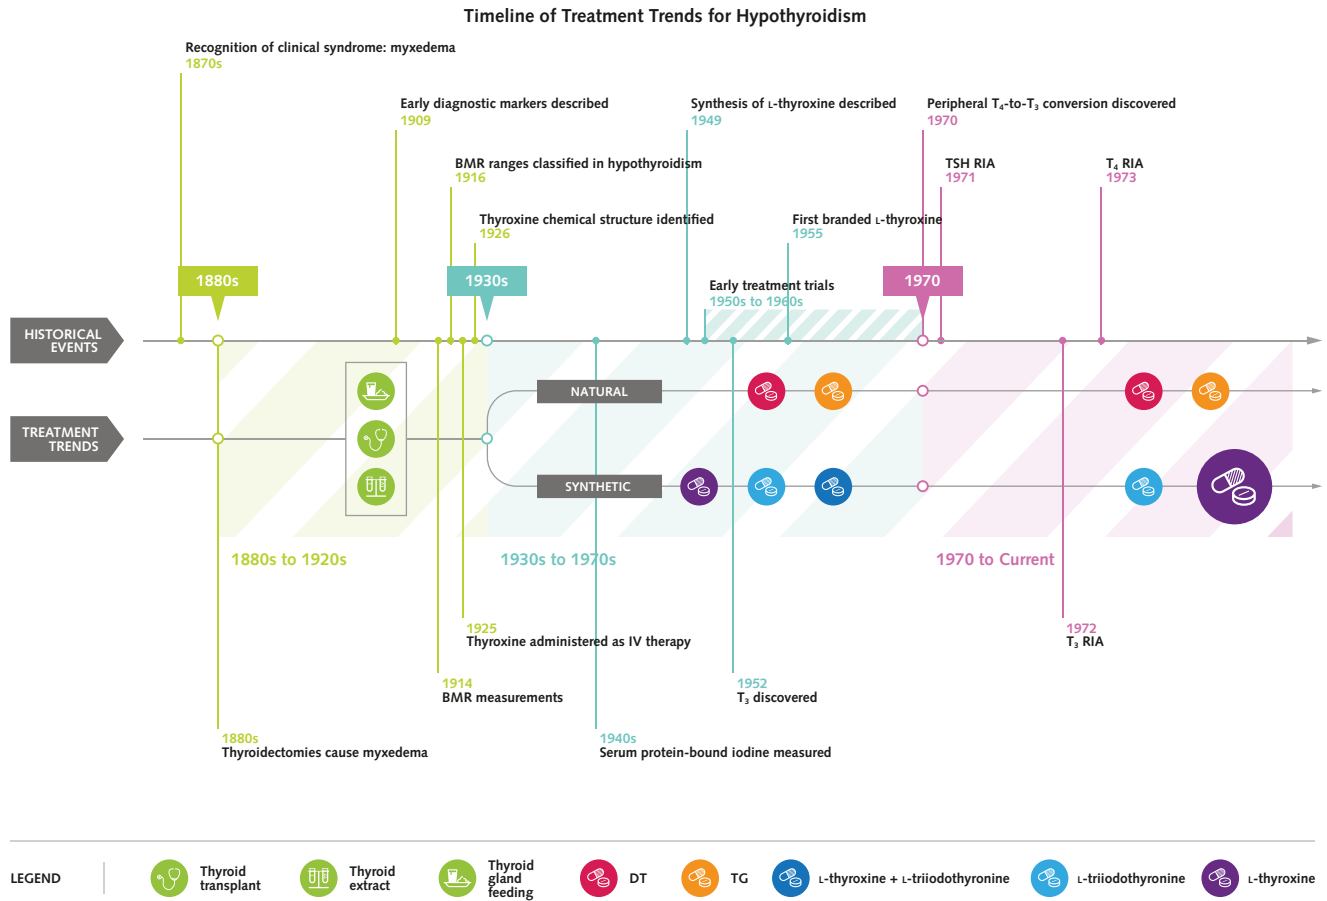 Timeline of Treatment Trends for Hypothyroidism
Recognition of clinical syndrome: myxedema
1870s
Early diagnostic markers described
1909
Synthesis of L-thyroxine described
1949
Peripheral T₄-to-T₃ conversion discovered
1970
BMR ranges classified in hypothyroidism
1916
TSH RIA
1971
T₄ RIA
1973
Thyroxine chemical structure identified
1926
First branded L-thyroxine
1955
1880s
1930s
Early treatment trials
1950s to 1960s
1970
HISTORICAL
EVENTS
NATURAL
TREATMENT
TRENDS
SYNTHETIC
1880s to 1920s
1930s to 1970s
1970 to Current
1925
Thyroxine administered as IV therapy
1972
T₃ RIA
1914
BMR measurements
1952
T₃ discovered
1880s
Thyroidectomies cause myxedema
1940s
Serum protein-bound iodine measured
LEGEND
Thyroid
transplant
Thyroid
extract
Thyroid
gland
feeding
DT
TG
L-thyroxine + L-triiodothyronine
L-triiodothyronine
L-thyroxine